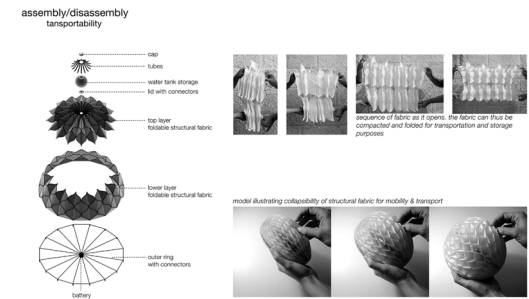 assembly/disassembly
tansportability
cap
tubes
water tank storage
lid with connectors
top layer
foldable structural fabric
lower layer
foldable structural fabric
outer ring
with connectors
battery
sequence of fabric as it opens. the fabric can thus be
compacted and folded for transportation and storage
purposes
model illustrating collapsibility of structural fabric for mobility & transport